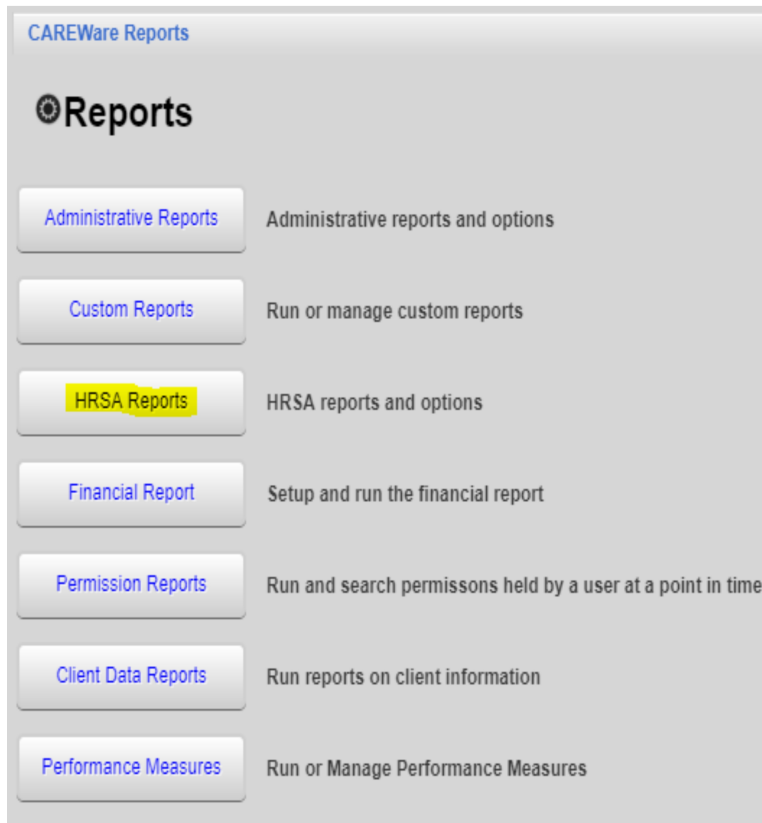 CAREWare Reports
Reports
Administrative Reports Administrative reports and options
Custom Reports Run or manage custom reports
HRSA Reports HRSA reports and options
Financial Report Setup and run the financial report
Permission Reports Run and search permissons held by a user at a point in time
Client Data Reports Run reports on client information
Performance Measures Run or Manage Performance Measures